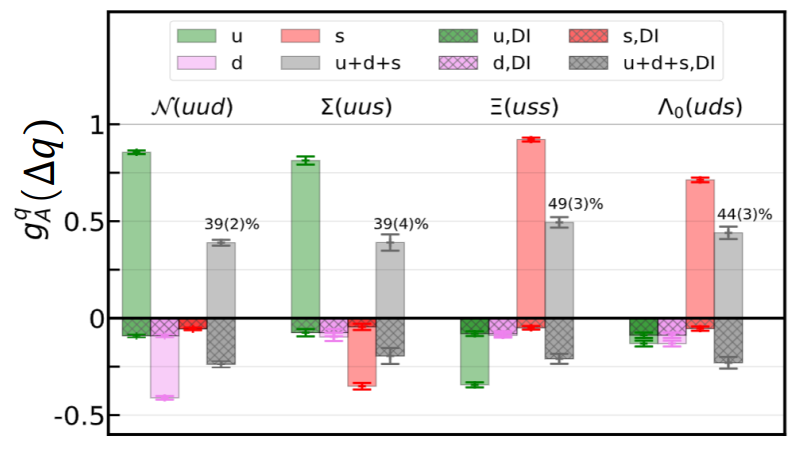 u s u,DI s,DI
d u+d+s d,DI u+d+s,DI
𝒩(uud) Σ(uus) Ξ(uss) Λ₀(uds)
1
49(3)%
44(3)%
39(2)% 39(4)%
0.5
0
-0.5
g_A^q(Δq)